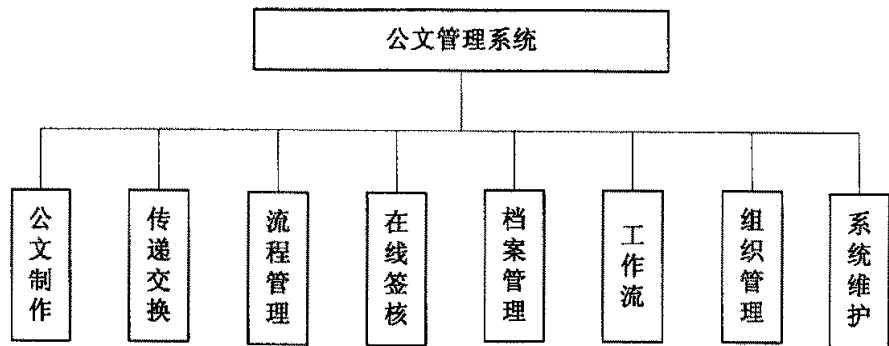 公文管理系统
公文制作
传递交换
流程管理
在线签核
档案管理
工作流
组织管理
系统维护